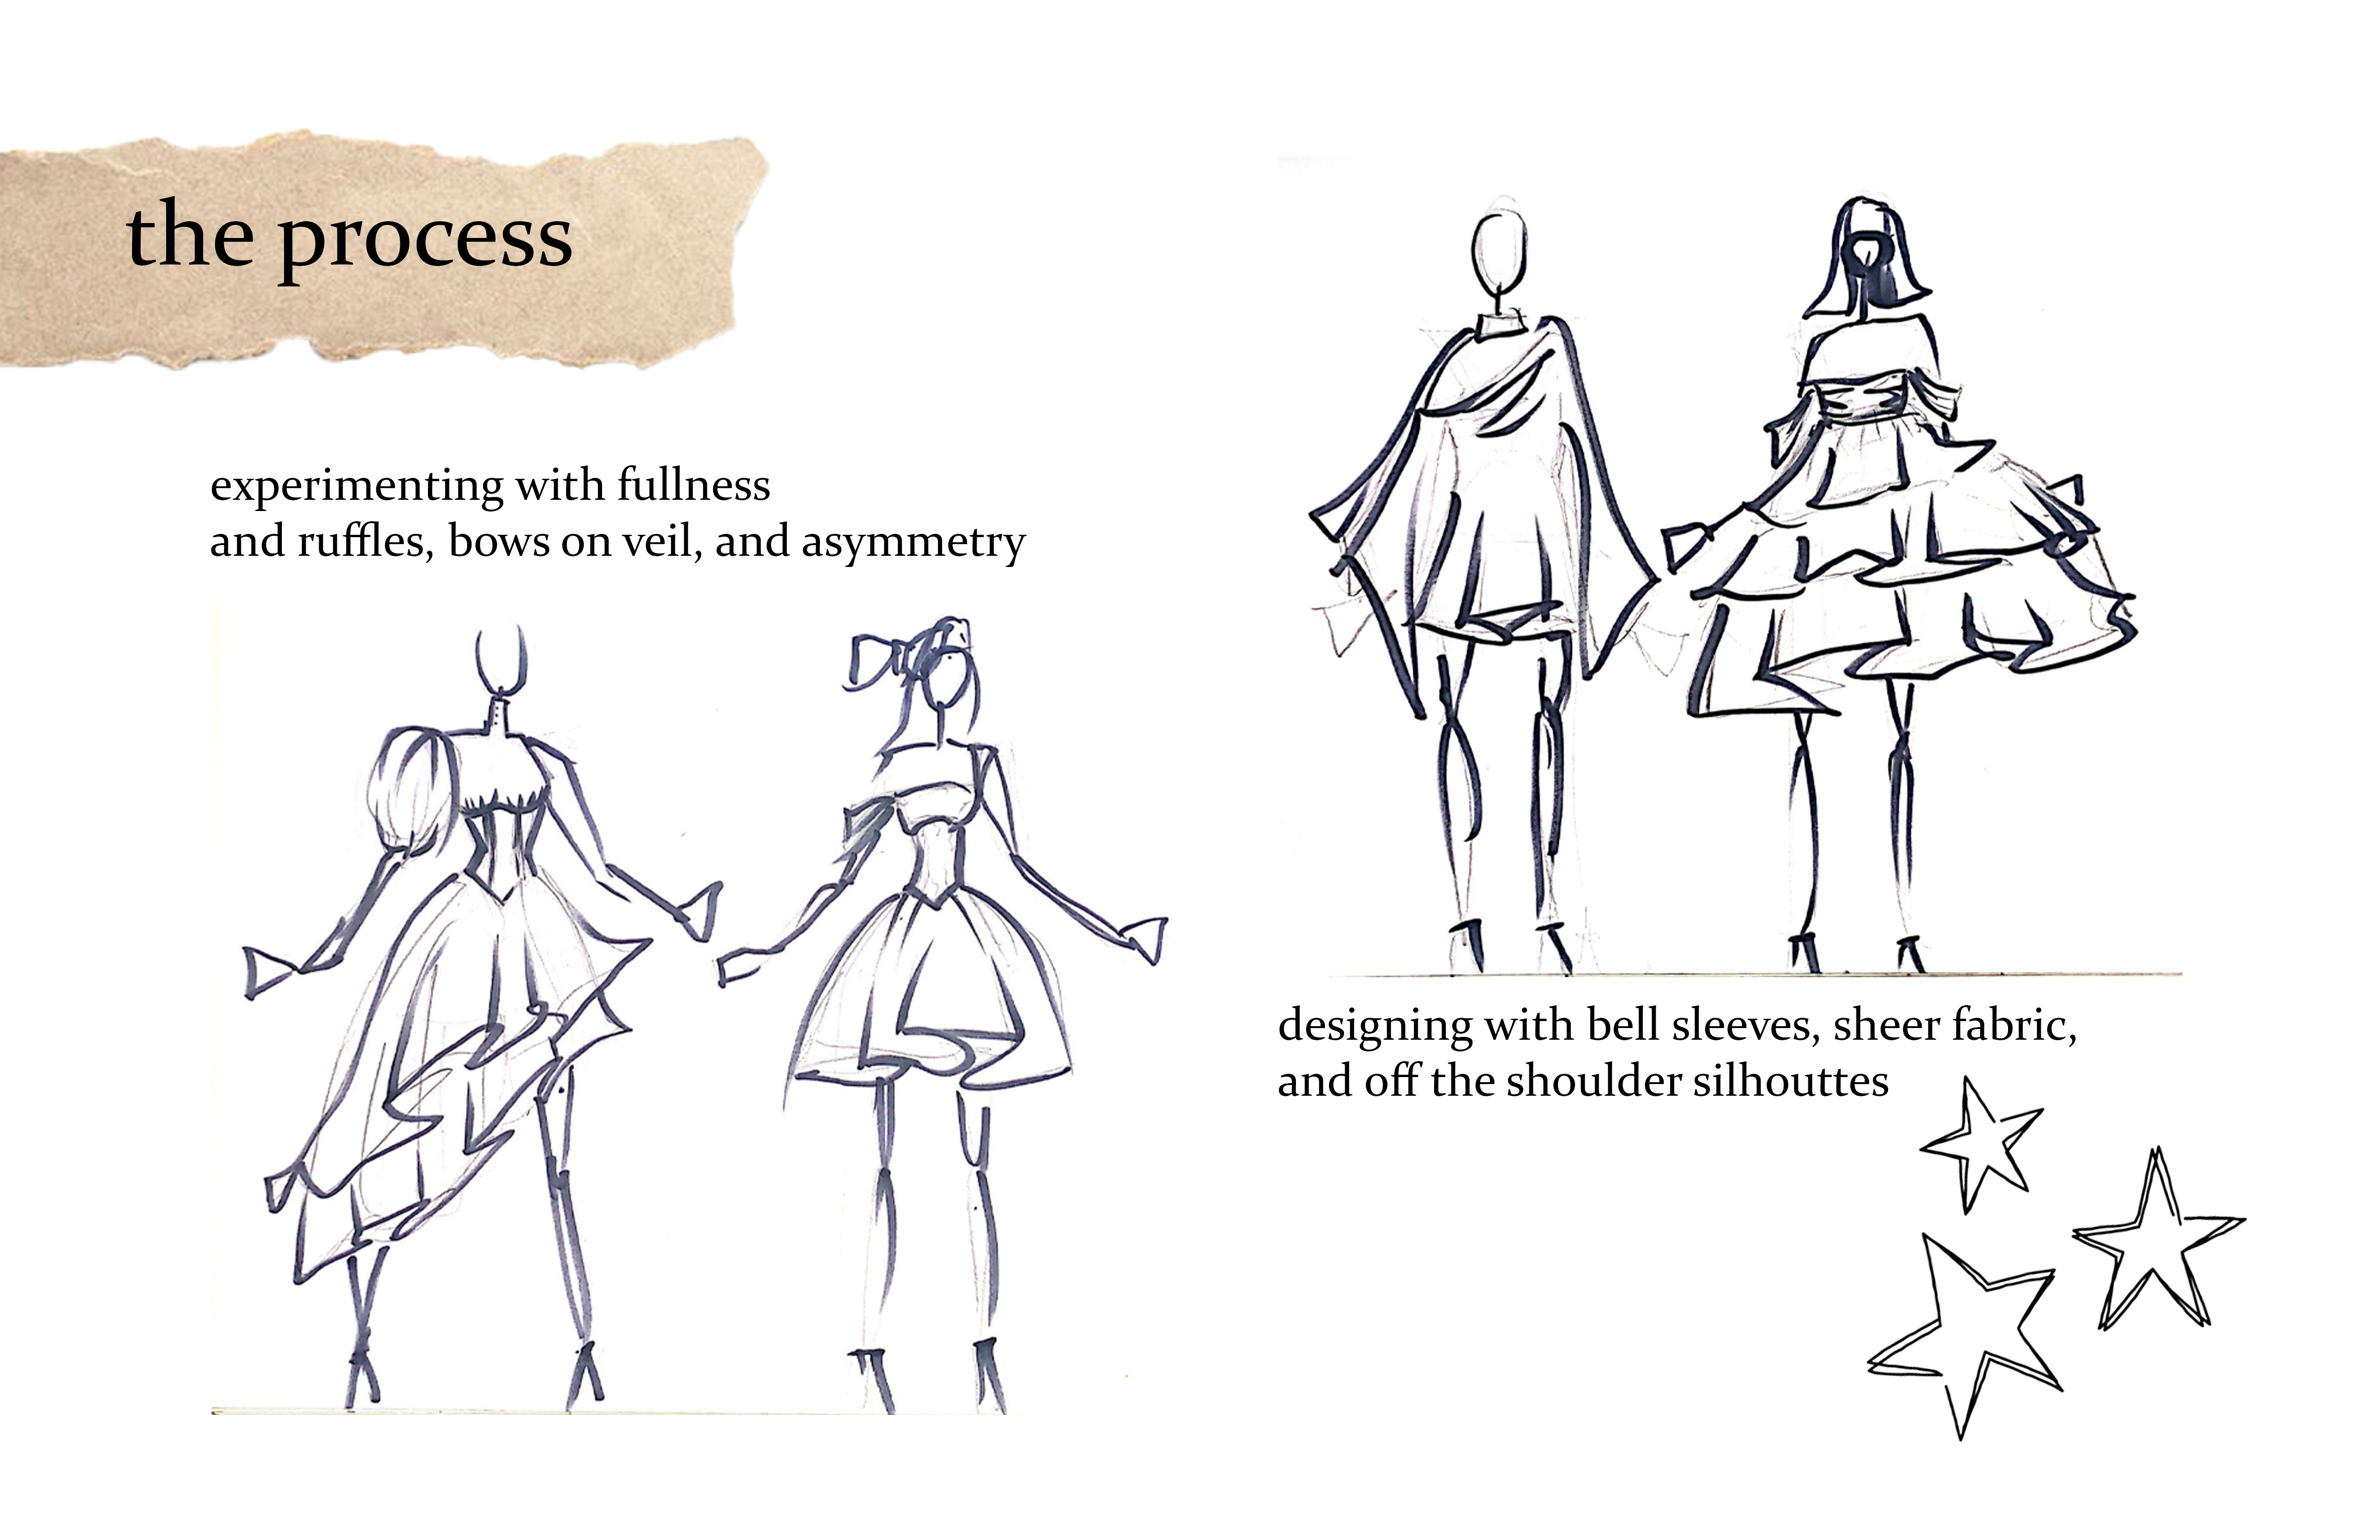 the process
experimenting with fullness
and ruffles, bows on veil, and asymmetry
designing with bell sleeves, sheer fabric,
and off the shoulder silhouttes